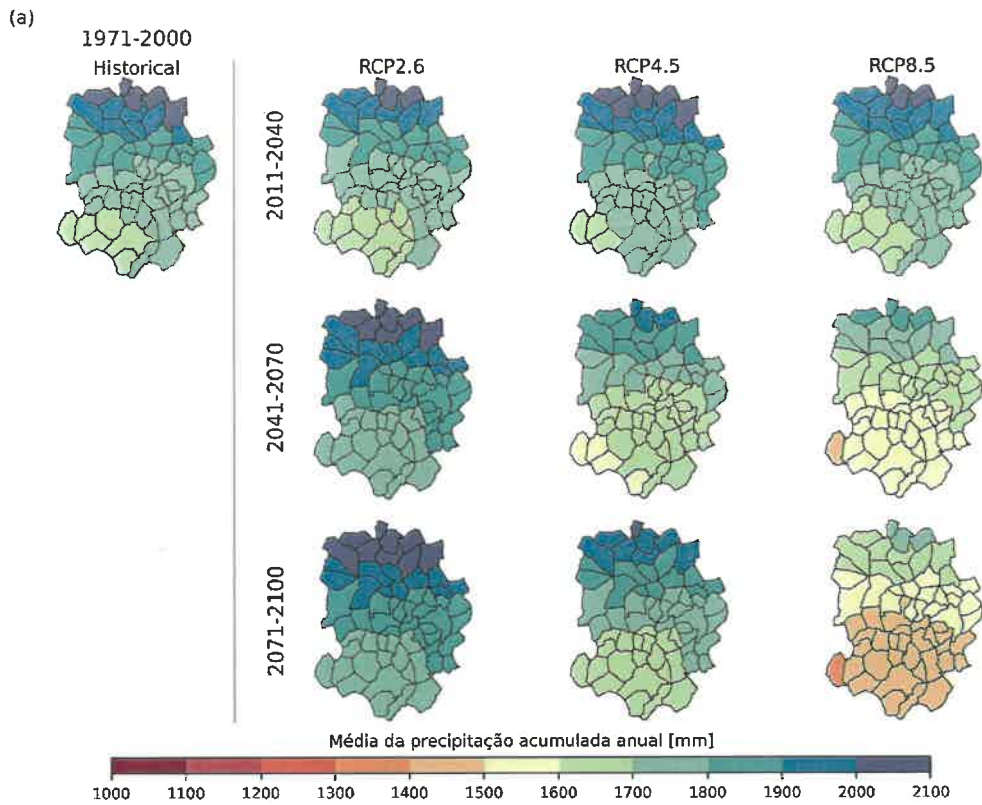 (a)
1971-2000
Historical
RCP2.6
RCP4.5
RCP8.5
2011-2040
2041-2070
2071-2100
Média da precipitação acumulada anual [mm]
1000 1100 1200 1300 1400 1500 1600 1700 1800 1900 2000 2100